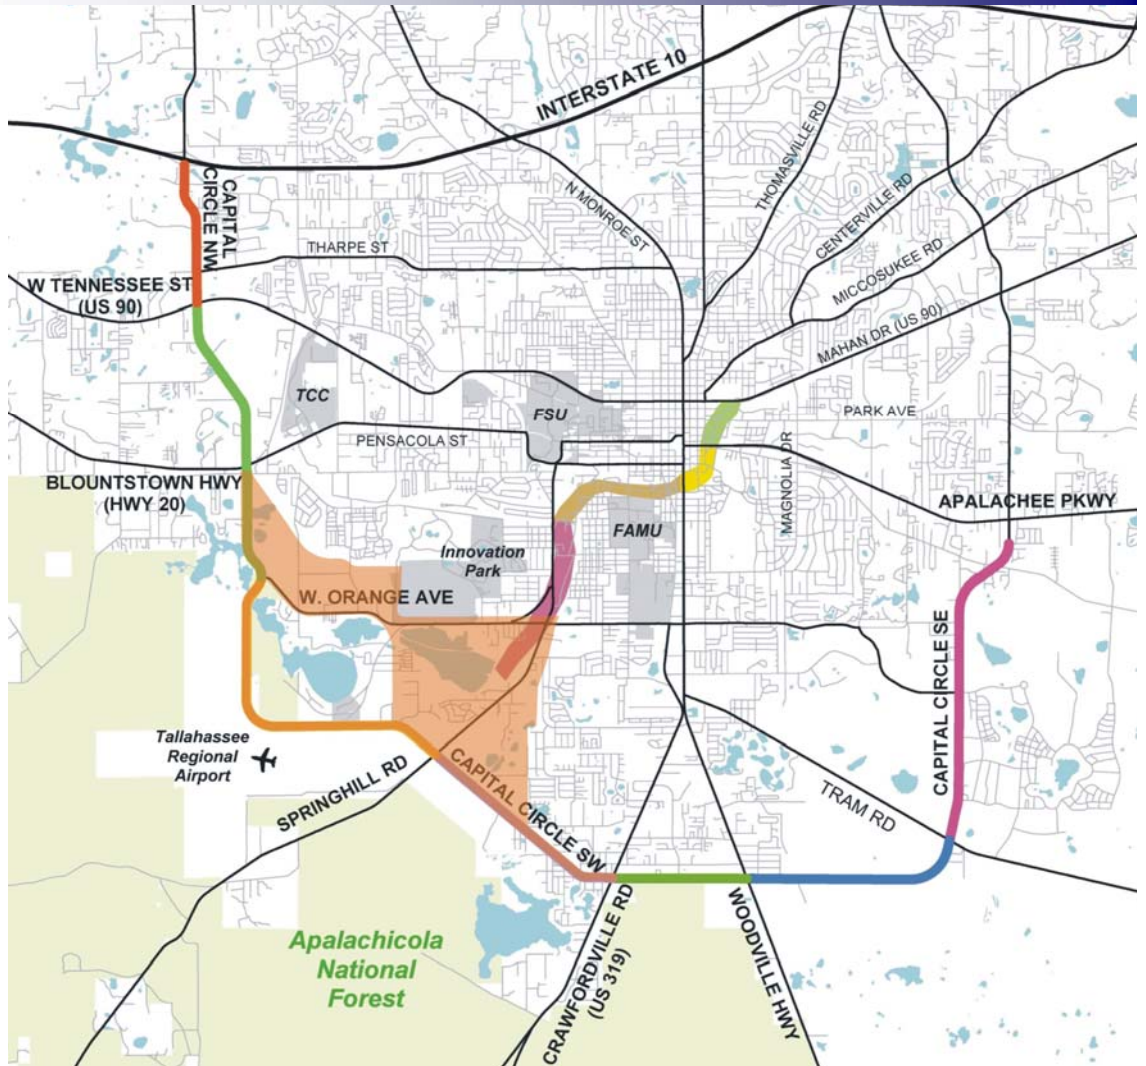 INTERSTATE 10
CAPITAL
CIRCLE NW
N MONROE ST
THOMASVILLE RD
CENTERVILLE RD
MICCOSUKEE RD
THARPE ST
W TENNESSEE ST
(US 90)
MAHAN DR (US 90)
TCC
FSU
PARK AVE
PENSACOLA ST
MAGNOLIA DR
BLOUNTSTOWN HWY
(HWY 20)
APALACHEE PKWY
Innovation
Park
FAMU
W. ORANGE AVE
CAPITAL CIRCLE SE
Tallahassee
Regional
Airport
SPRINGHILL RD
CAPITAL CIRCLE SW
TRAM RD
Apalachicola
National
Forest
CRAWFORDVILLE RD
(US 319)
WOODVILLE HWY